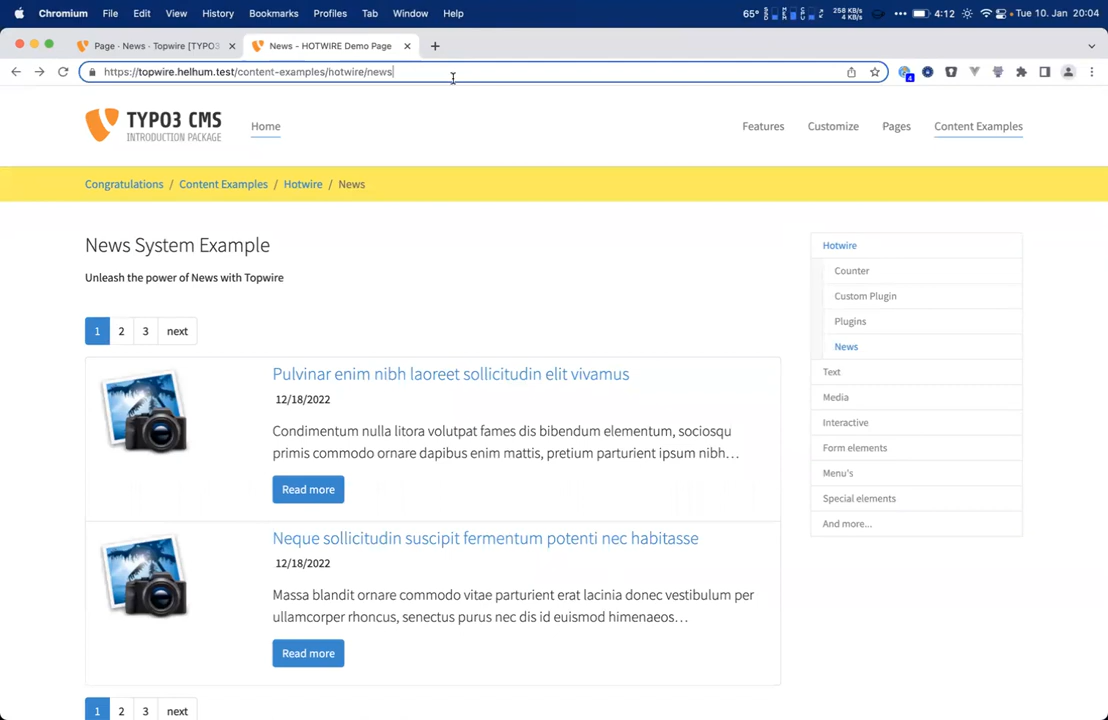 Chromium File Edit View History Bookmarks Profiles Tab Window Help
65° 258 KB/s 4 KB/s 4:12 Tue 10. Jan 20:04
Page · News · Topwire [TYPO3
News - HOTWIRE Demo Page
https://topwire.helhum.test/content-examples/hotwire/news
4
TYPO3 CMS
INTRODUCTION PACKAGE
Home
Features Customize Pages Content Examples
Congratulations / Content Examples / Hotwire / News
News System Example
Unleash the power of News with Topwire
1 2 3 next
Pulvinar enim nibh laoreet sollicitudin elit vivamus
12/18/2022
Condimentum nulla litora volutpat fames dis bibendum elementum, sociosqu
primis commodo ornare dapibus enim mattis, pretium parturient ipsum nibh…
Read more
Neque sollicitudin suscipit fermentum potenti nec habitasse
12/18/2022
Massa blandit ornare commodo vitae parturient erat lacinia donec vestibulum per
ullamcorper rhoncus, senectus purus nec dis id euismod himenaeos…
Read more
1 2 3 next
Hotwire
Counter
Custom Plugin
Plugins
News
Text
Media
Interactive
Form elements
Menu's
Special elements
And more...